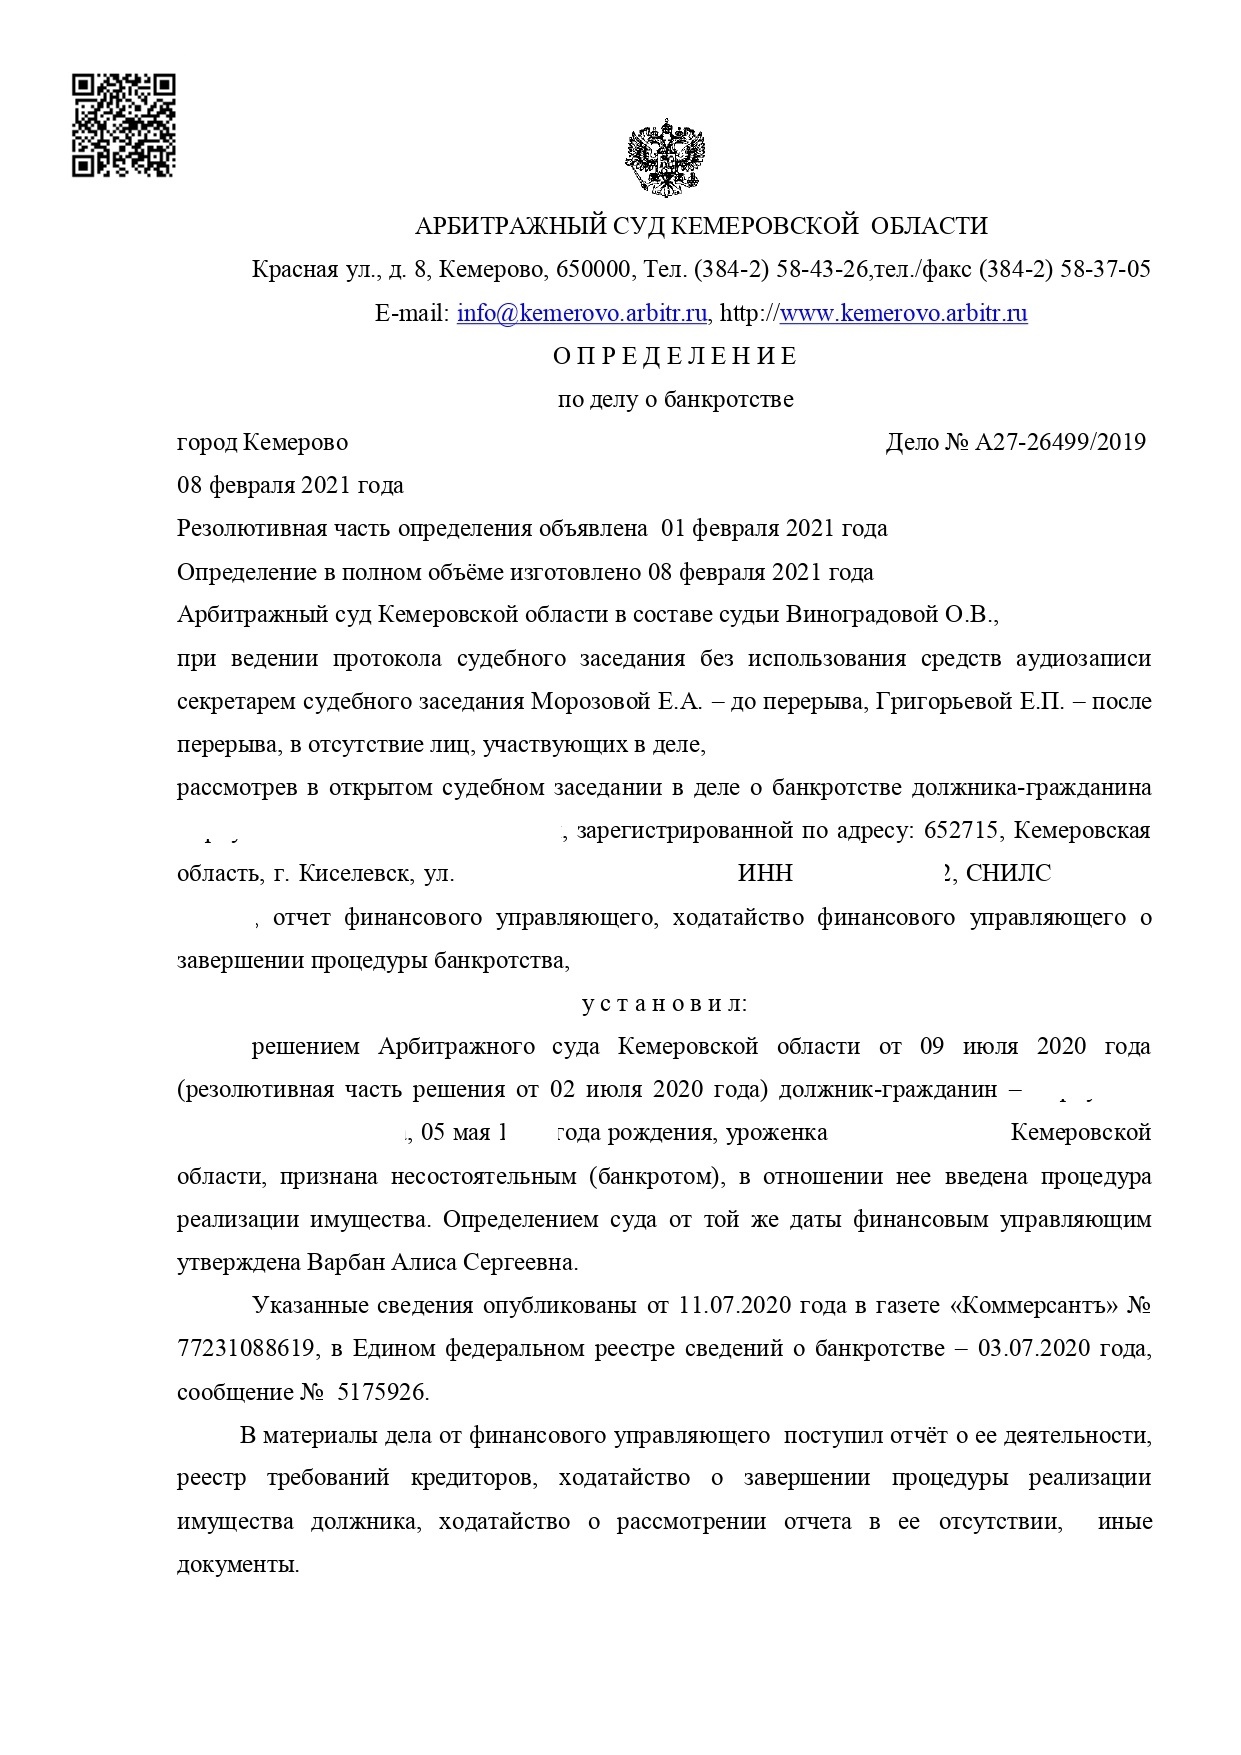 АРБИТРАЖНЫЙ СУД КЕМЕРОВСКОЙ ОБЛАСТИ
Красная ул., д. 8, Кемерово, 650000, Тел. (384-2) 58-43-26,тел./факс (384-2) 58-37-05
E-mail: info@kemerovo.arbitr.ru, http://www.kemerovo.arbitr.ru
О П Р Е Д Е Л Е Н И Е
по делу о банкротстве
город Кемерово Дело № А27-26499/2019
08 февраля 2021 года
Резолютивная часть определения объявлена 01 февраля 2021 года
Определение в полном объёме изготовлено 08 февраля 2021 года
Арбитражный суд Кемеровской области в составе судьи Виноградовой О.В.,
при ведении протокола судебного заседания без использования средств аудиозаписи
секретарем судебного заседания Морозовой Е.А. – до перерыва, Григорьевой Е.П. – после
перерыва, в отсутствие лиц, участвующих в деле,
рассмотрев в открытом судебном заседании в деле о банкротстве должника-гражданина
, зарегистрированной по адресу: 652715, Кемеровская
область, г. Киселевск, ул. ИНН 2, СНИЛС
, отчет финансового управляющего, ходатайство финансового управляющего о
завершении процедуры банкротства,
у с т а н о в и л:
решением Арбитражного суда Кемеровской области от 09 июля 2020 года
(резолютивная часть решения от 02 июля 2020 года) должник-гражданин –
, 05 мая 1 года рождения, уроженка Кемеровской
области, признана несостоятельным (банкротом), в отношении нее введена процедура
реализации имущества. Определением суда от той же даты финансовым управляющим
утверждена Варбан Алиса Сергеевна.
Указанные сведения опубликованы от 11.07.2020 года в газете «Коммерсантъ» №
77231088619, в Едином федеральном реестре сведений о банкротстве – 03.07.2020 года,
сообщение № 5175926.
В материалы дела от финансового управляющего поступил отчёт о ее деятельности,
реестр требований кредиторов, ходатайство о завершении процедуры реализации
имущества должника, ходатайство о рассмотрении отчета в ее отсутствии, иные
документы.